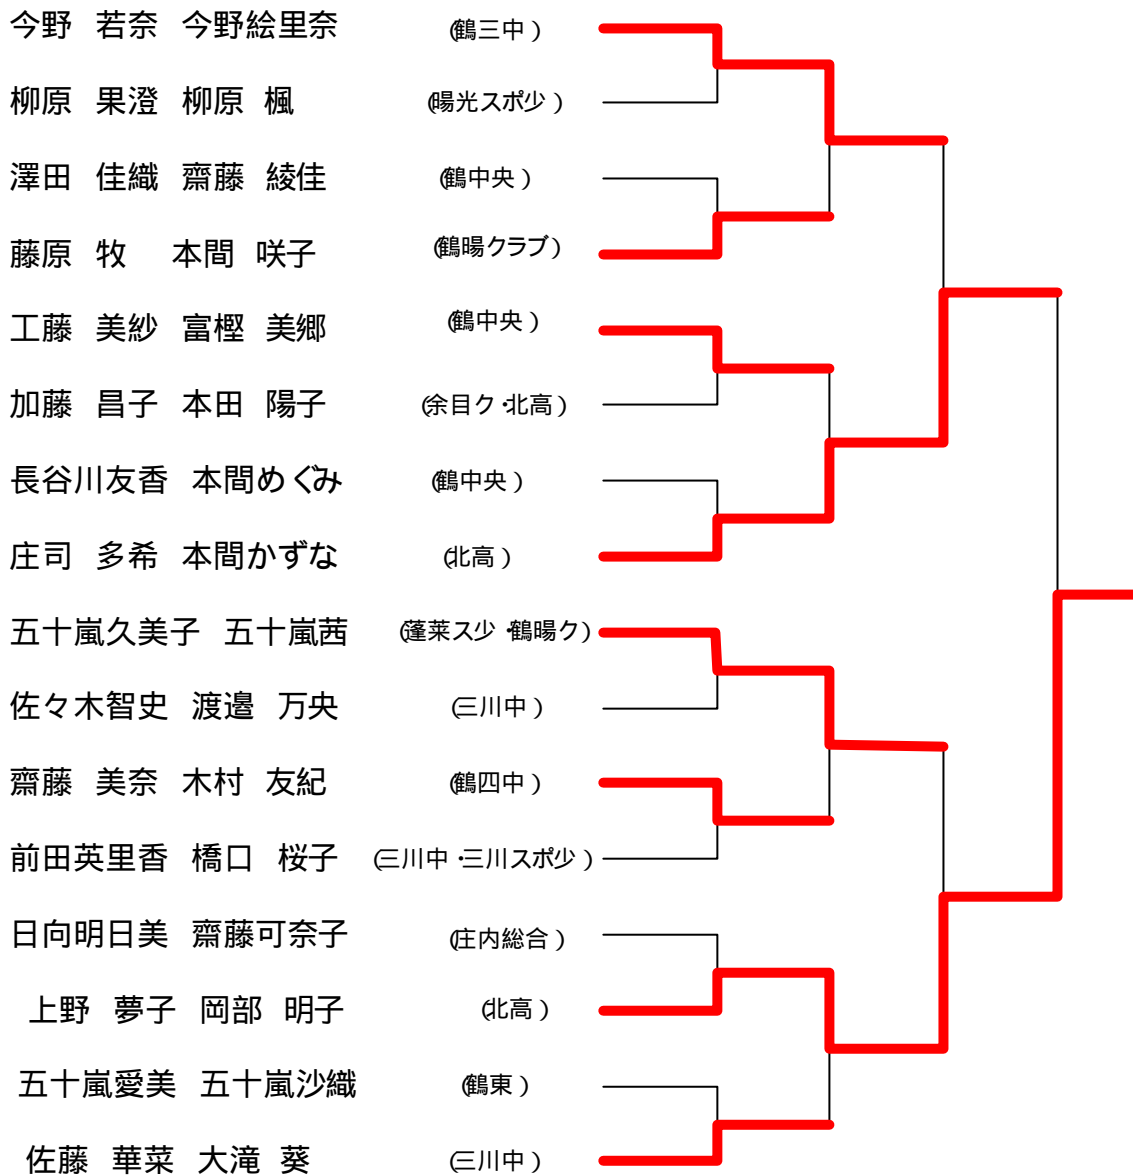 今野 若奈 今野絵里奈 (鶴三中)
柳原 果澄 柳原 楓 (陽光スポ少)
澤田 佳織 齋藤 綾佳 (鶴中央)
藤原 牧 本間 咲子 (鶴陽クラブ)
工藤 美紗 富樫 美郷 (鶴中央)
加藤 昌子 本田 陽子 (余目ク・北高)
長谷川友香 本間めぐみ (鶴中央)
庄司 多希 本間かずな (北高)
五十嵐久美子 五十嵐茜 (蓬莱ス少・鶴陽ク)
佐々木智史 渡邉 万央 (三川中)
齋藤 美奈 木村 友紀 (鶴四中)
前田英里香 橋口 桜子 (三川中・三川スポ少)
日向明日美 齋藤可奈子 (庄内総合)
上野 夢子 岡部 明子 (北高)
五十嵐愛美 五十嵐沙織 (鶴東)
佐藤 華菜 大滝 葵 (三川中)